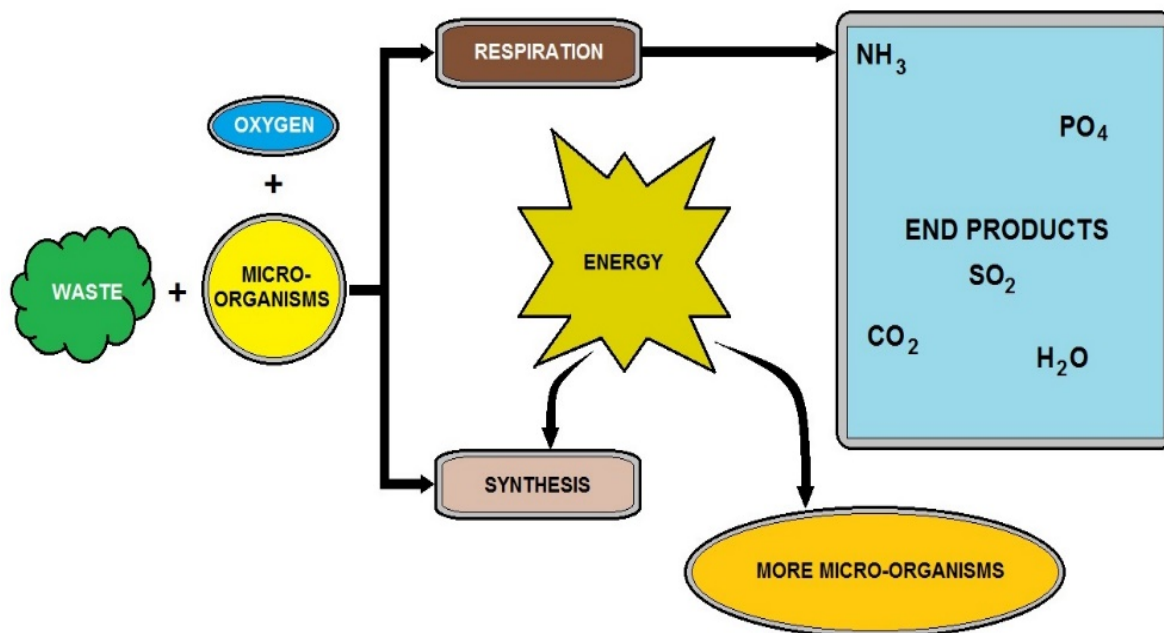 RESPIRATION
NH₃
OXYGEN
PO₄
+
WASTE
+
MICRO-
ORGANISMS
ENERGY
END PRODUCTS
SO₂
CO₂
H₂O
SYNTHESIS
MORE MICRO-ORGANISMS